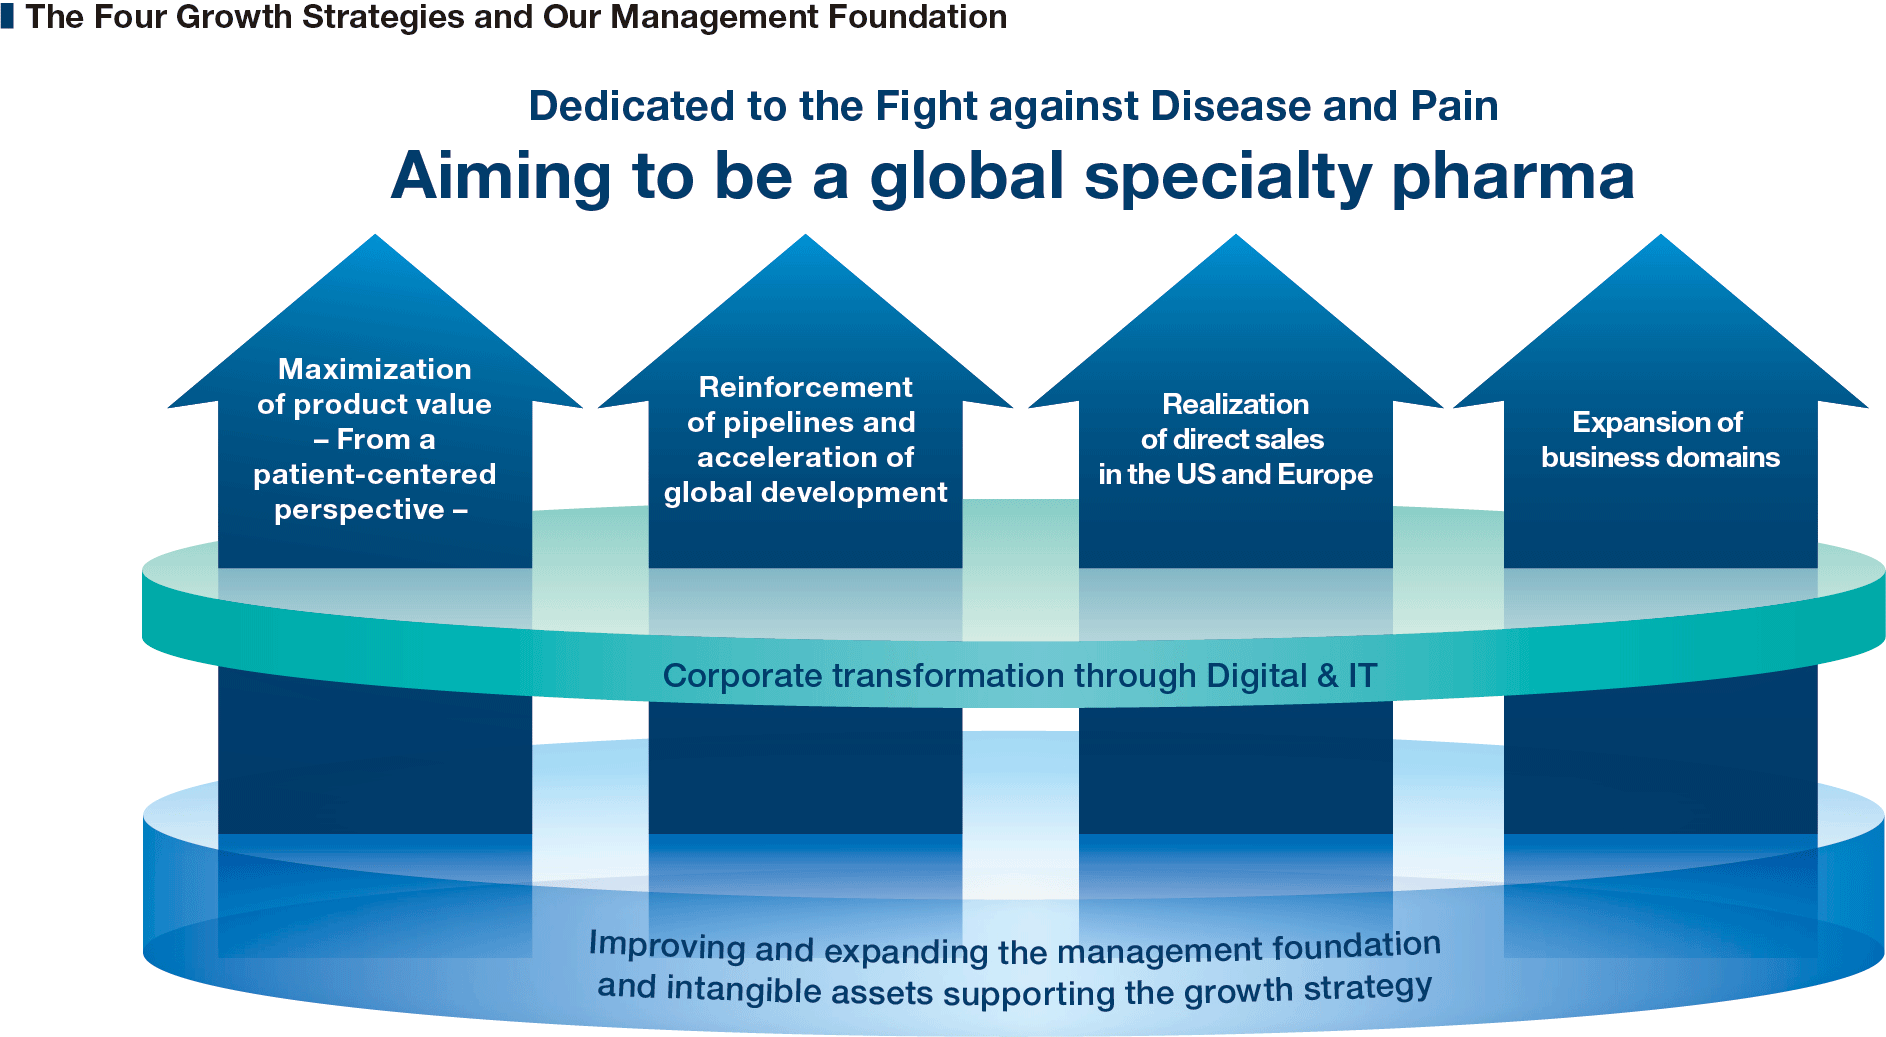 The Four Growth Strategies and Our Management Foundation
Dedicated to the Fight against Disease and Pain
Aiming to be a global specialty pharma
Maximization
of product value
– From a
patient-centered
perspective –
Reinforcement
of pipelines and
acceleration of
global development
Realization
of direct sales
in the US and Europe
Expansion of
business domains
Corporate transformation through Digital & IT
Improving and expanding the management foundation
and intangible assets supporting the growth strategy